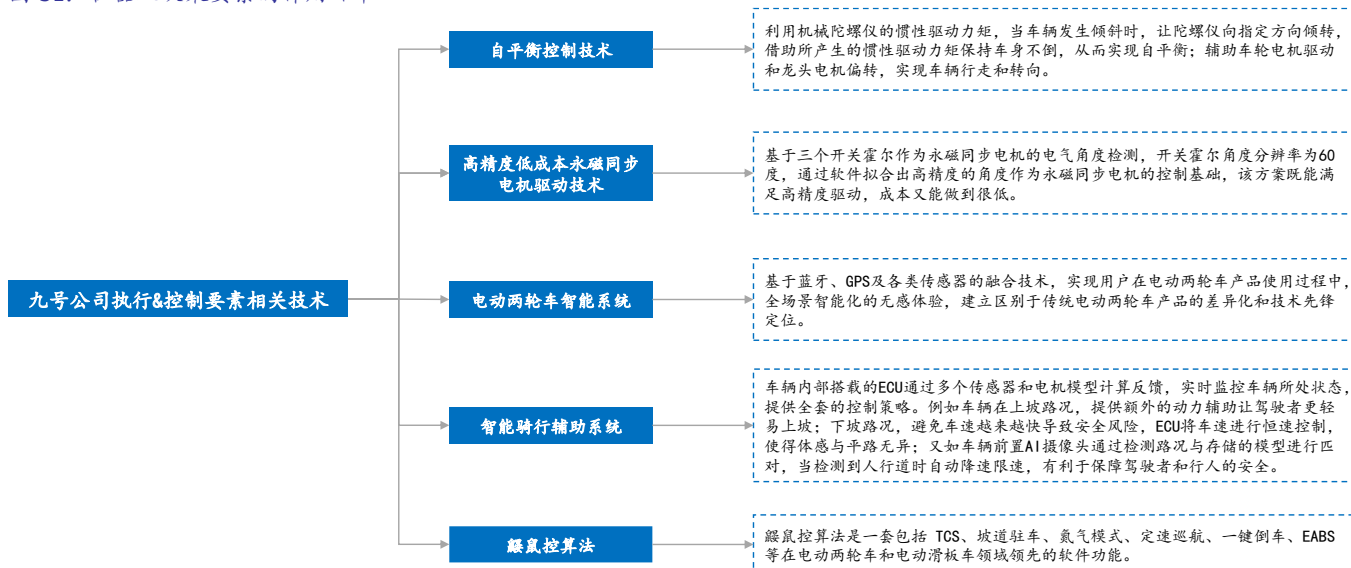 九号公司执行&控制要素相关技术
自平衡控制技术
利用机械陀螺仪的惯性驱动力矩，当车辆发生倾斜时，让陀螺仪向指定方向倾转，
借助所产生的惯性驱动力矩保持车身不倒，从而实现自平衡；辅助车轮电机驱动
和龙头电机偏转，实现车辆行走和转向。
高精度低成本永磁同步
电机驱动技术
基于三个开关霍尔作为永磁同步电机的电气角度检测，开关霍尔角度分辨率为60
度，通过软件拟合出高精度的角度作为永磁同步电机的控制基础，该方案既能满
足高精度驱动，成本又能做到很低。
电动两轮车智能系统
基于蓝牙、GPS及各类传感器的融合技术，实现用户在电动两轮车产品使用过程中，
全场景智能化的无感体验，建立区别于传统电动两轮车产品的差异化和技术先锋
定位。
智能骑行辅助系统
车辆内部搭载的ECU通过多个传感器和电机模型计算反馈，实时监控车辆所处状态，
提供全套的控制策略。例如车辆在上坡路况，提供额外的动力辅助让驾驶者更轻
易上坡；下坡路况，避免车速越来越快导致安全风险，ECU将车速进行恒速控制，
使得体感与平路无异；又如车辆前置AI摄像头通过检测路况与存储的模型进行匹
对，当检测到人行道时自动降速限速，有利于保障驾驶者和行人的安全。
鼹鼠控算法
鼹鼠控算法是一套包括 TCS、坡道驻车、氮气模式、定速巡航、一键倒车、EABS
等在电动两轮车和电动滑板车领域领先的软件功能。